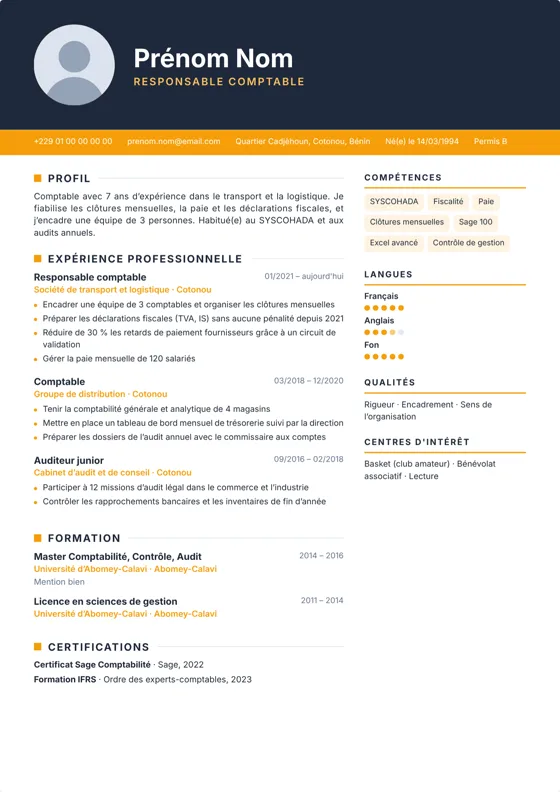 Prénom Nom
RESPONSABLE COMPTABLE
+229 01 00 00 00 00 prenom.nom@email.com Quartier Cadjèhoun, Cotonou, Bénin Né(e) le 14/03/1994 Permis B
PROFIL
Comptable avec 7 ans d'expérience dans le transport et la logistique. Je
fiabilise les clôtures mensuelles, la paie et les déclarations fiscales, et
j'encadre une équipe de 3 personnes. Habitué(e) au SYSCOHADA et aux
audits annuels.
EXPÉRIENCE PROFESSIONNELLE
Responsable comptable 01/2021 – aujourd'hui
Société de transport et logistique · Cotonou
• Encadrer une équipe de 3 comptables et organiser les clôtures mensuelles
• Préparer les déclarations fiscales (TVA, IS) sans aucune pénalité depuis 2021
• Réduire de 30 % les retards de paiement fournisseurs grâce à un circuit de
validation
• Gérer la paie mensuelle de 120 salariés
Comptable 03/2018 – 12/2020
Groupe de distribution · Cotonou
• Tenir la comptabilité générale et analytique de 4 magasins
• Mettre en place un tableau de bord mensuel de trésorerie suivi par la direction
• Préparer les dossiers de l'audit annuel avec le commissaire aux comptes
Auditeur junior 09/2016 – 02/2018
Cabinet d'audit et de conseil · Cotonou
• Participer à 12 missions d'audit légal dans le commerce et l'industrie
• Contrôler les rapprochements bancaires et les inventaires de fin d'année
FORMATION
Master Comptabilité, Contrôle, Audit 2014 – 2016
Université d'Abomey-Calavi · Abomey-Calavi
Mention bien
Licence en sciences de gestion 2011 – 2014
Université d'Abomey-Calavi · Abomey-Calavi
CERTIFICATIONS
Certificat Sage Comptabilité · Sage, 2022
Formation IFRS · Ordre des experts-comptables, 2023
COMPÉTENCES
SYSCOHADA Fiscalité Paie
Clôtures mensuelles Sage 100
Excel avancé Contrôle de gestion
LANGUES
Français
Anglais
Fon
QUALITÉS
Rigueur · Encadrement · Sens de
l'organisation
CENTRES D'INTÉRÊT
Basket (club amateur) · Bénévolat
associatif · Lecture